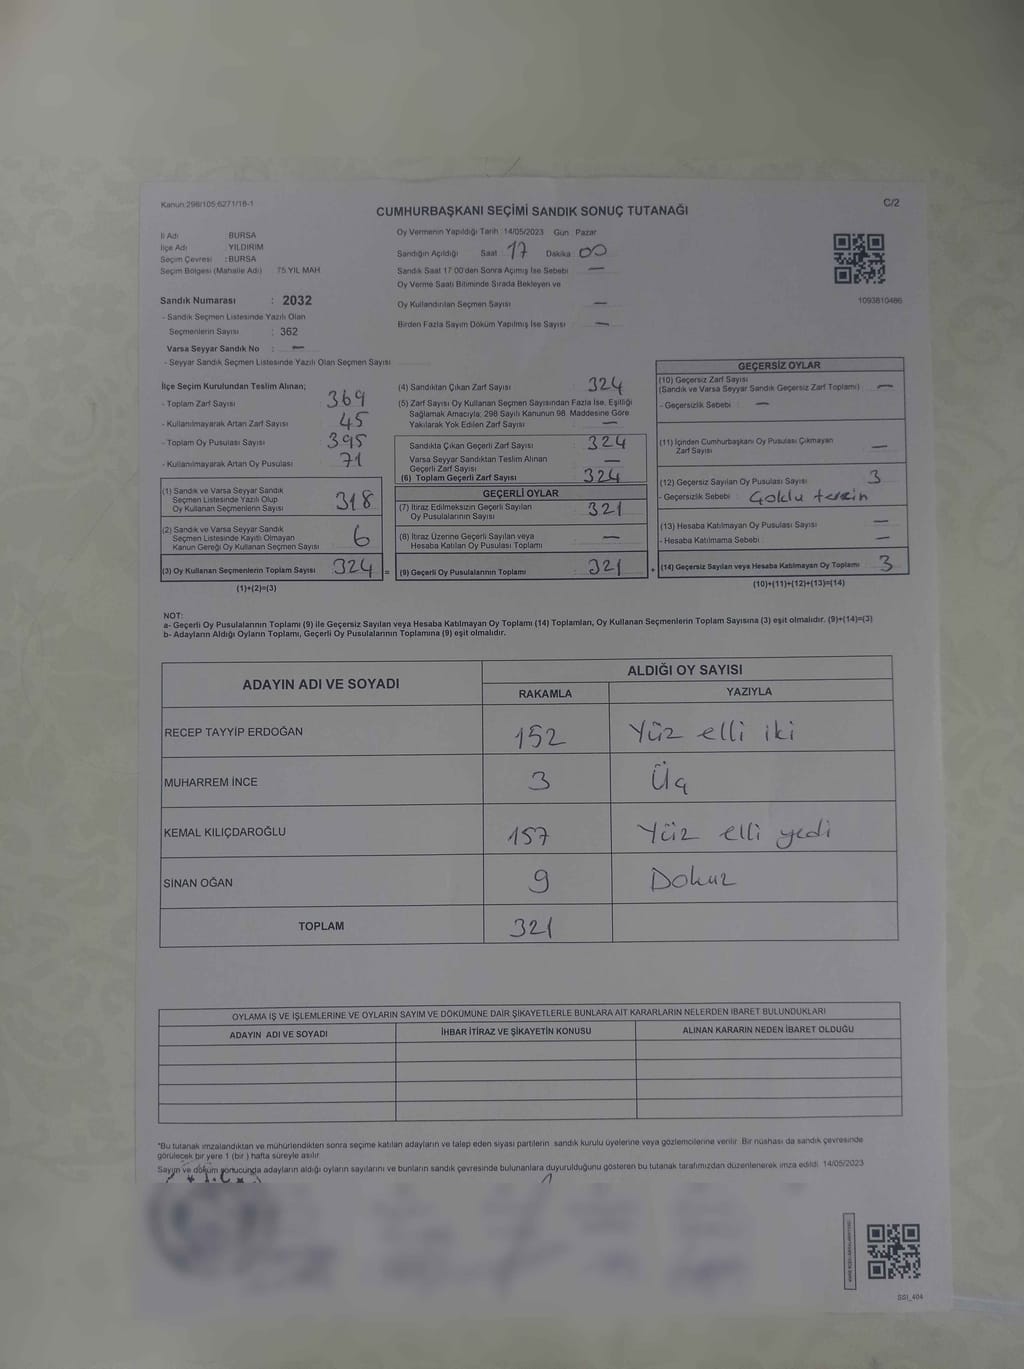 Kanun:298/105;6271/18-1
CUMHURBAŞKANI SEÇİMİ SANDIK SONUÇ TUTANAĞI
C/2
İl Adı : BURSA
İlçe Adı : YILDIRIM
Seçim Çevresi : BURSA
Seçim Bölgesi (Mahalle Adı) : 75.YIL MAH
Sandık Numarası : 2032
- Sandık Seçmen Listesinde Yazılı Olan
Seçmenlerin Sayısı : 362
Varsa Seyyar Sandık No : —
- Seyyar Sandık Seçmen Listesinde Yazılı Olan Seçmen Sayısı
Oy Vermenin Yapıldığı Tarih : 14/05/2023 Gün : Pazar
Sandığın Açıldığı Saat 17 Dakika 00
Sandık Saat 17:00'den Sonra Açılmış İse Sebebi —
Oy Verme Saati Bitiminde Sırada Bekleyen ve
Oy Kullandırılan Seçmen Sayısı —
Birden Fazla Sayım Döküm Yapılmış İse Sayısı —
1093810486
İlçe Seçim Kurulundan Teslim Alınan;
- Toplam Zarf Sayısı 369
- Kullanılmayarak Artan Zarf Sayısı 45
- Toplam Oy Pusulası Sayısı 395
- Kullanılmayarak Artan Oy Pusulası 71
(1) Sandık ve Varsa Seyyar Sandık
Seçmen Listesinde Yazılı Olup
Oy Kullanan Seçmenlerin Sayısı 318
(2) Sandık ve Varsa Seyyar Sandık
Seçmen Listesinde Kayıtlı Olmayan
Kanun Gereği Oy Kullanan Seçmen Sayısı 6
(3) Oy Kullanan Seçmenlerin Toplam Sayısı 324 =
(1)+(2)=(3)
(4) Sandıktan Çıkan Zarf Sayısı 324
(5) Zarf Sayısı Oy Kullanan Seçmen Sayısından Fazla İse, Eşitliği
Sağlamak Amacıyla; 298 Sayılı Kanunun 98. Maddesine Göre
Yakılarak Yok Edilen Zarf Sayısı —
Sandıkta Çıkan Geçerli Zarf Sayısı 324
Varsa Seyyar Sandıktan Teslim Alınan
Geçerli Zarf Sayısı —
(6) Toplam Geçerli Zarf Sayısı 324
GEÇERLİ OYLAR
(7) İtiraz Edilmeksizin Geçerli Sayılan
Oy Pusulalarının Sayısı 321
(8) İtiraz Üzerine Geçerli Sayılan veya
Hesaba Katılan Oy Pusulası Toplamı —
(9) Geçerli Oy Pusulalarının Toplamı 321 +
GEÇERSİZ OYLAR
(10) Geçersiz Zarf Sayısı
(Sandık ve Varsa Seyyar Sandık Geçersiz Zarf Toplamı) —
- Geçersizlik Sebebi : —
(11) İçinden Cumhurbaşkanı Oy Pusulası Çıkmayan
Zarf Sayısı —
(12) Geçersiz Sayılan Oy Pusulası Sayısı 3
- Geçersizlik Sebebi : Çoklu tercih
(13) Hesaba Katılmayan Oy Pusulası Sayısı —
- Hesaba Katılmama Sebebi : —
(14) Geçersiz Sayılan veya Hesaba Katılmayan Oy Toplamı 3
(10)+(11)+(12)+(13)=(14)
NOT:
a- Geçerli Oy Pusulalarının Toplamı (9) ile Geçersiz Sayılan veya Hesaba Katılmayan Oy Toplamı (14) Toplamları, Oy Kullanan Seçmenlerin Toplam Sayısına (3) eşit olmalıdır. (9)+(14)=(3)
b- Adayların Aldığı Oyların Toplamı, Geçerli Oy Pusulalarının Toplamına (9) eşit olmalıdır.
ADAYIN ADI VE SOYADI
ALDIĞI OY SAYISI
RAKAMLA YAZIYLA
RECEP TAYYİP ERDOĞAN 152 Yüz elli iki
MUHARREM İNCE 3 Üç
KEMAL KILIÇDAROĞLU 157 Yüz elli yedi
SİNAN OĞAN 9 Dokuz
TOPLAM 321
OYLAMA İŞ VE İŞLEMLERİNE VE OYLARIN SAYIM VE DÖKÜMÜNE DAİR ŞİKAYETLERLE BUNLARA AİT KARARLARIN NELERDEN İBARET BULUNDUKLARI
ADAYIN ADI VE SOYADI İHBAR İTİRAZ VE ŞİKAYETİN KONUSU ALINAN KARARIN NEDEN İBARET OLDUĞU
*Bu tutanak imzalandıktan ve mühürlendikten sonra seçime katılan adayların ve talep eden siyasi partilerin sandık kurulu üyelerine veya gözlemcilerine verilir. Bir nüshası da sandık çevresinde
görülecek bir yere 1 (bir ) hafta süreyle asılır.
Sayım ve döküm sonucunda adayların aldığı oyların sayılarını ve bunların sandık çevresinde bulunanlara duyurulduğunu gösteren bu tutanak tarafımızdan düzenlenerek imza edildi. 14/05/2023
SSI_404